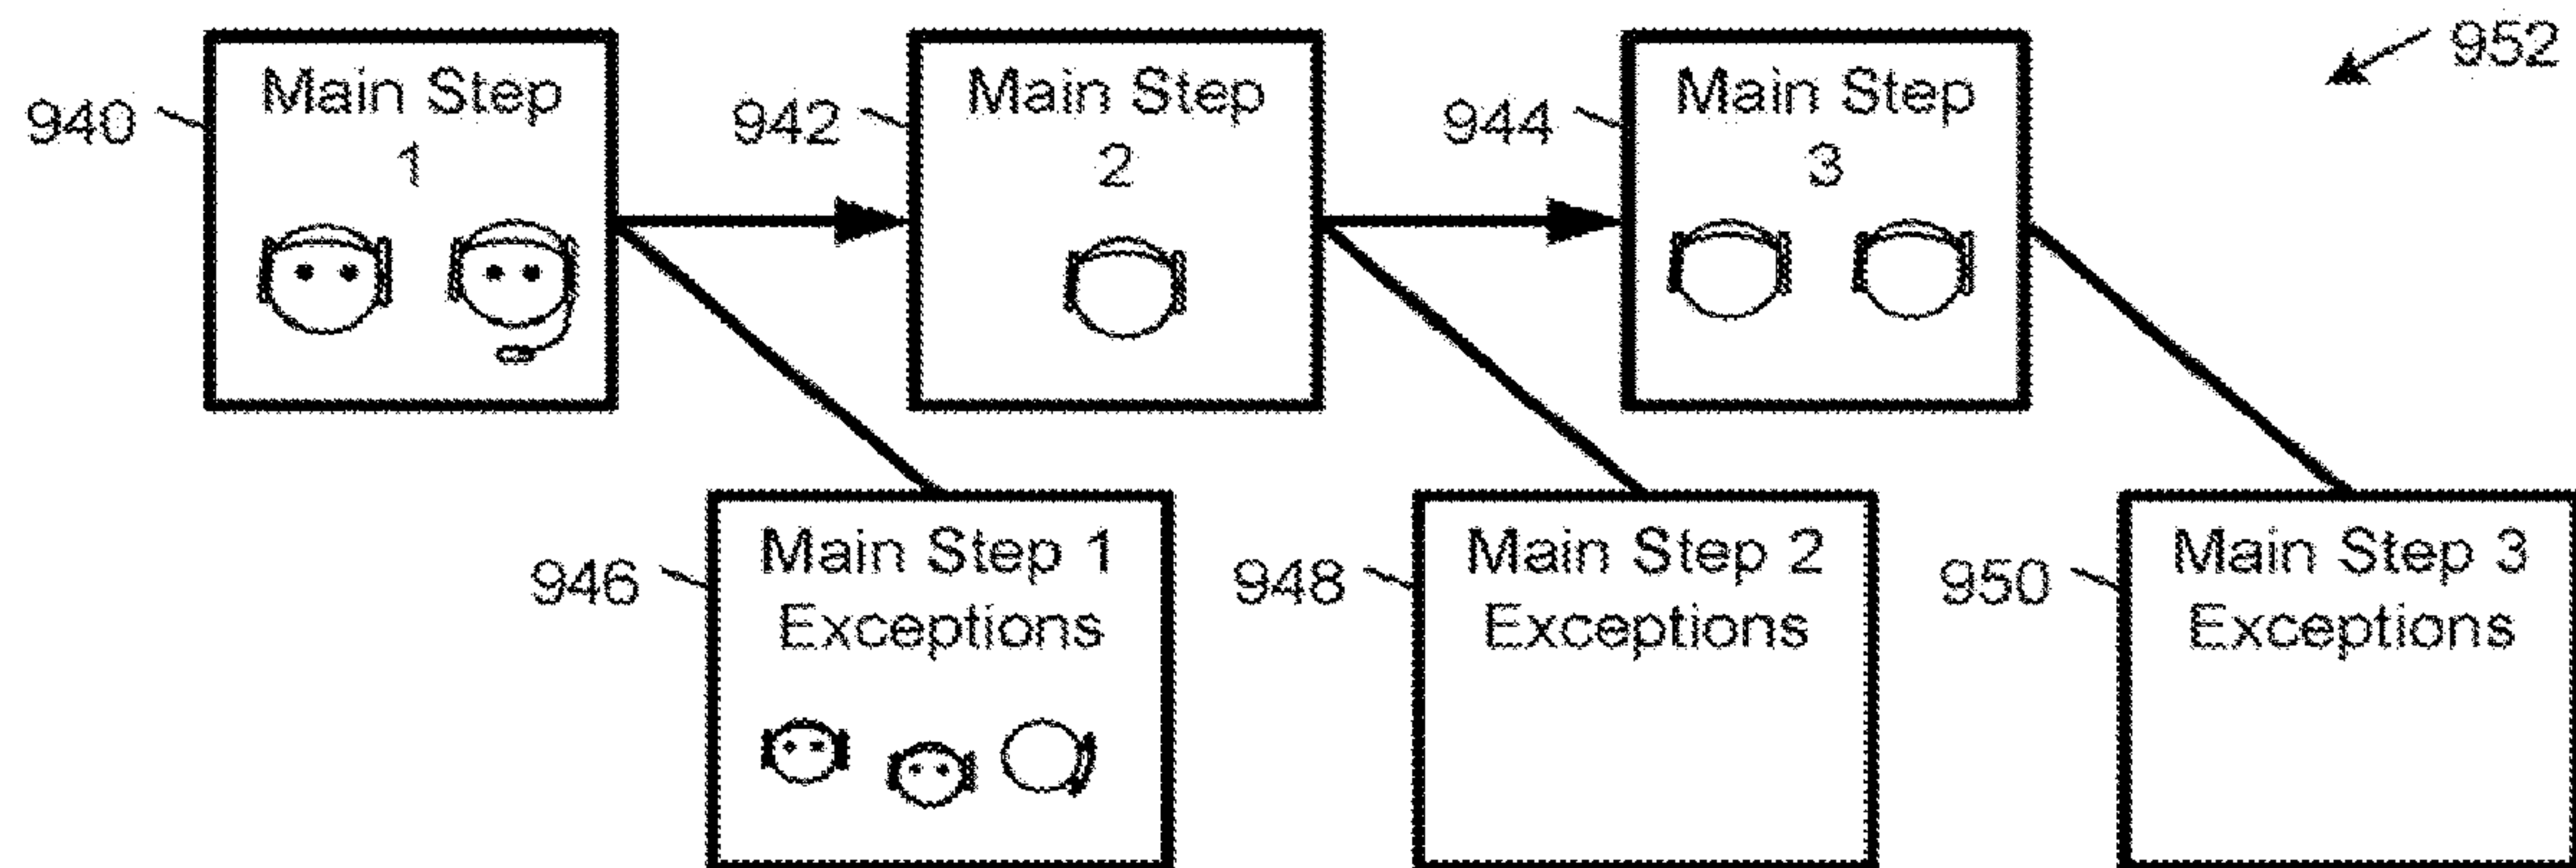 952
940
Main Step
1
942
Main Step
2
944
Main Step
3
946
Main Step 1
Exceptions
948
Main Step 2
Exceptions
950
Main Step 3
Exceptions